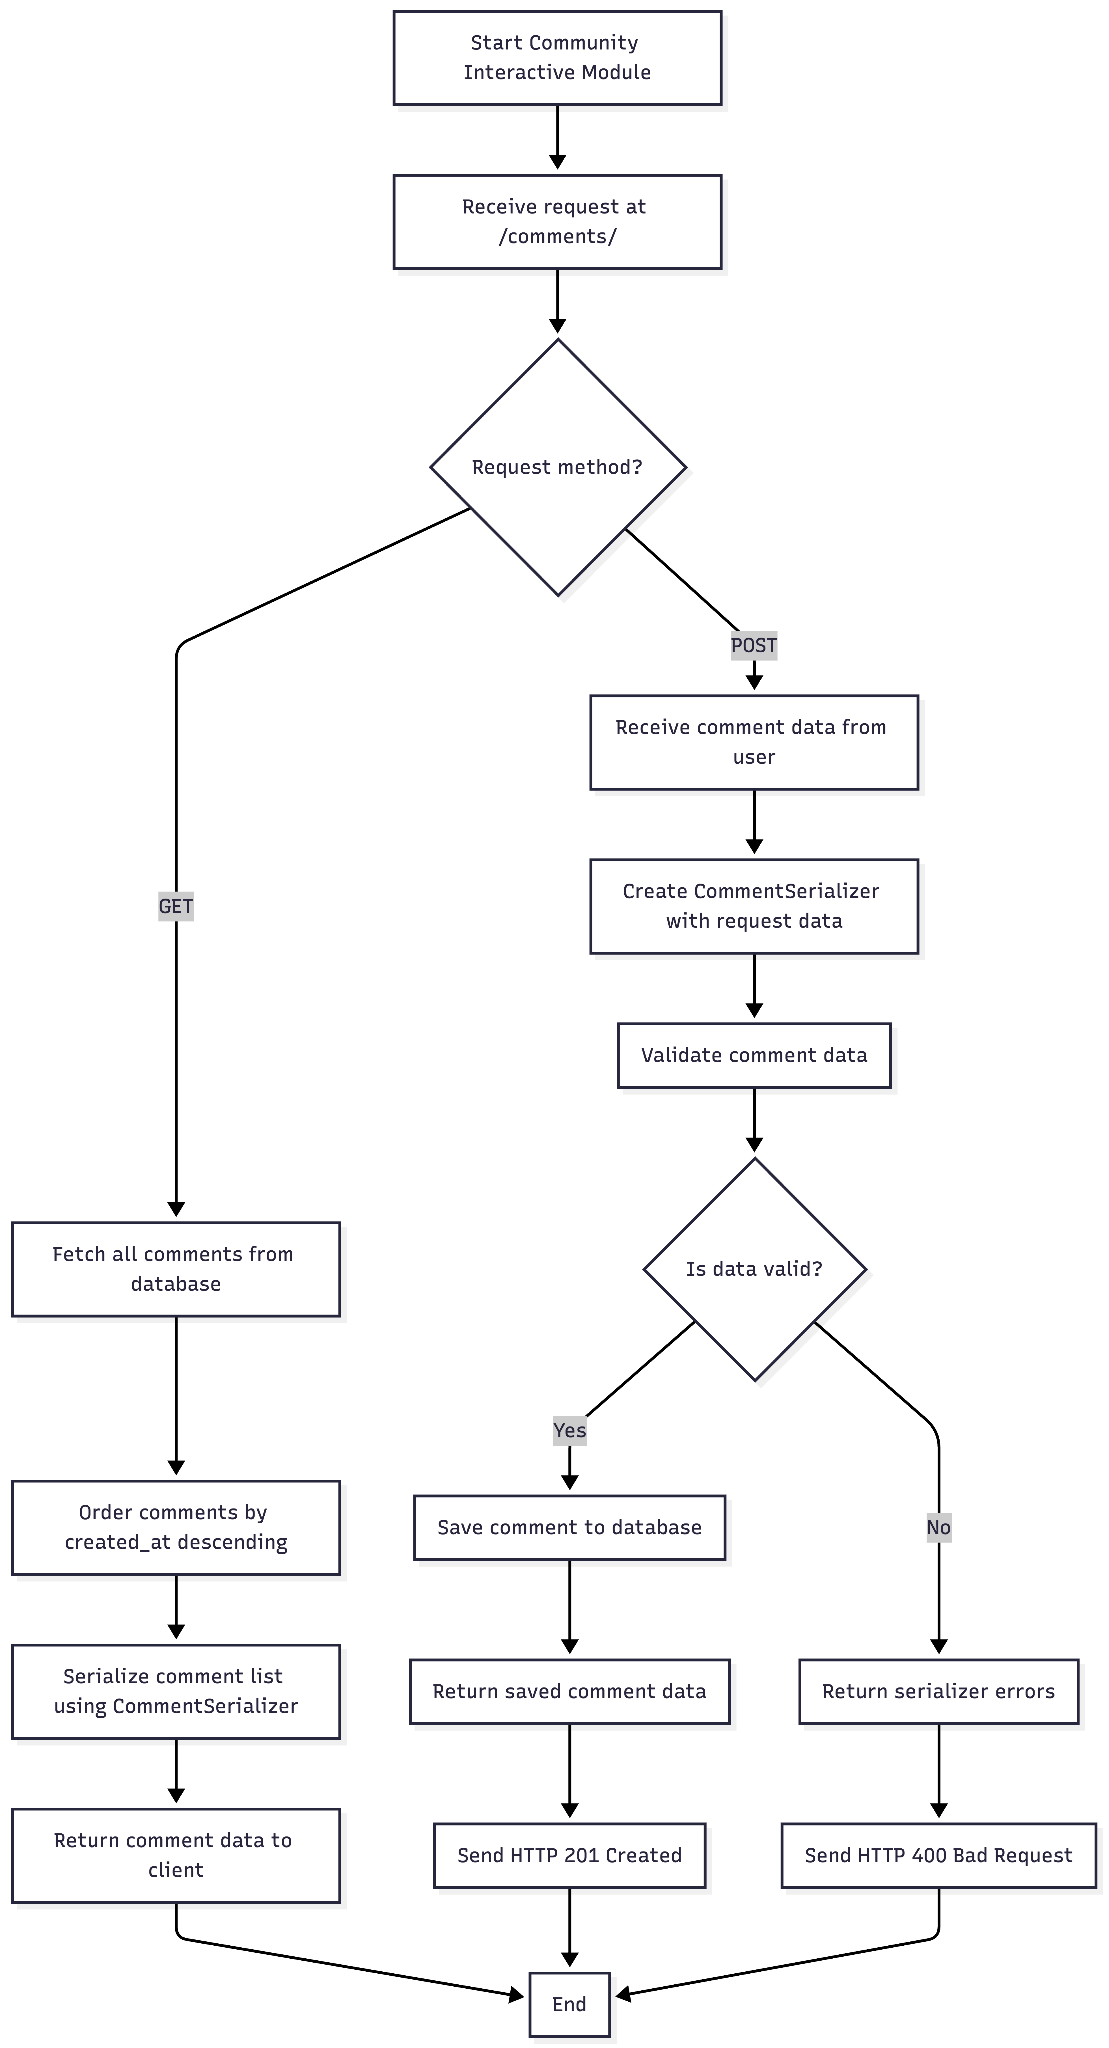 Start Community
Interactive Module
Receive request at
/comments/
Request method?
POST
Receive comment data from
user
Create CommentSerializer
with request data
GET
Validate comment data
Fetch all comments from
database
Is data valid?
Yes
Order comments by
created_at descending
Save comment to database
No
Serialize comment list
using CommentSerializer
Return saved comment data
Return serializer errors
Return comment data to
client
Send HTTP 201 Created
Send HTTP 400 Bad Request
End